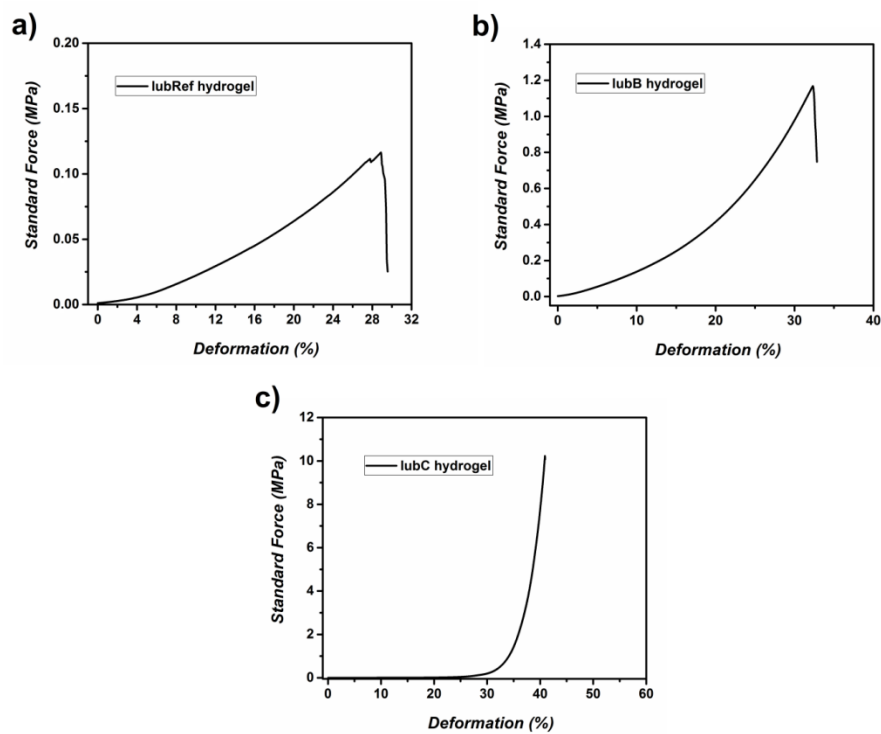 a)
0.20
0.15
0.10
0.05
0.00
Standard Force (MPa)
lubRef hydrogel
0 4 8 12 16 20 24 28 32
Deformation (%)
b)
1.4
1.2
1.0
0.8
0.6
0.4
0.2
0.0
Standard Force (MPa)
lubB hydrogel
0 10 20 30 40
Deformation (%)
c)
12
10
8
6
4
2
0
Standard Force (MPa)
lubC hydrogel
0 10 20 30 40 50 60
Deformation (%)